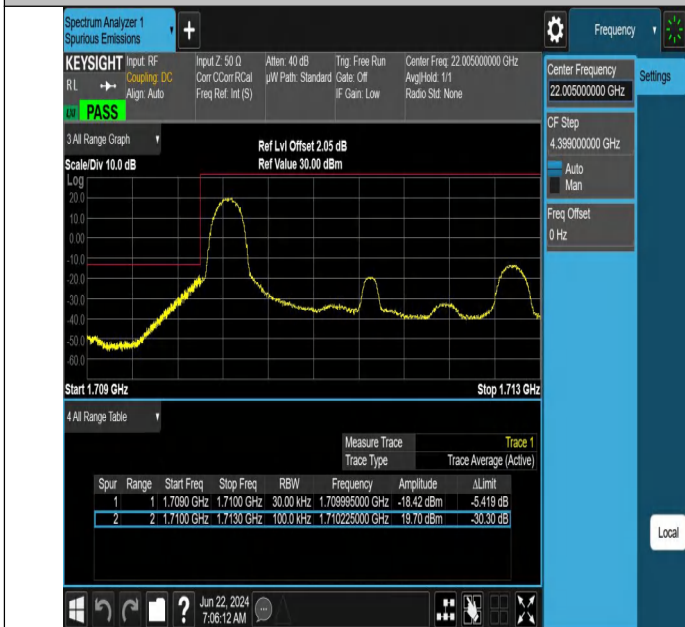 Spectrum Analyzer 1
Spurious Emissions
+
Frequency
KEYSIGHT Input: RF Input Z: 50 Ω Atten: 40 dB Trig: Free Run Center Freq: 22.005000000 GHz
RL Coupling: DC Corr CCorr RCal µW Path: Standard Gate: Off Avg|Hold: 1/1
Align: Auto Freq Ref: Int (S) IF Gain: Low Radio Std: None
PASS
3 All Range Graph
Ref Lvl Offset 2.05 dB
Scale/Div 10.0 dB Ref Value 30.00 dBm
Log
20.0
10.0
0.00
-10.0
-20.0
-30.0
-40.0
-50.0
-60.0
Start 1.709 GHz Stop 1.713 GHz
4 All Range Table
Measure Trace Trace 1
Trace Type Trace Average (Active)
Spur Range Start Freq Stop Freq RBW Frequency Amplitude ΔLimit
1 1 1.7090 GHz 1.7100 GHz 30.00 kHz 1.709995000 GHz -18.42 dBm -5.419 dB
2 2 1.7100 GHz 1.7130 GHz 100.0 kHz 1.710225000 GHz 19.70 dBm -30.30 dB
Center Frequency
22.005000000 GHz
Settings
CF Step
4.399000000 GHz
Auto
Man
Freq Offset
0 Hz
Local
?
Jun 22, 2024
7:06:12 AM